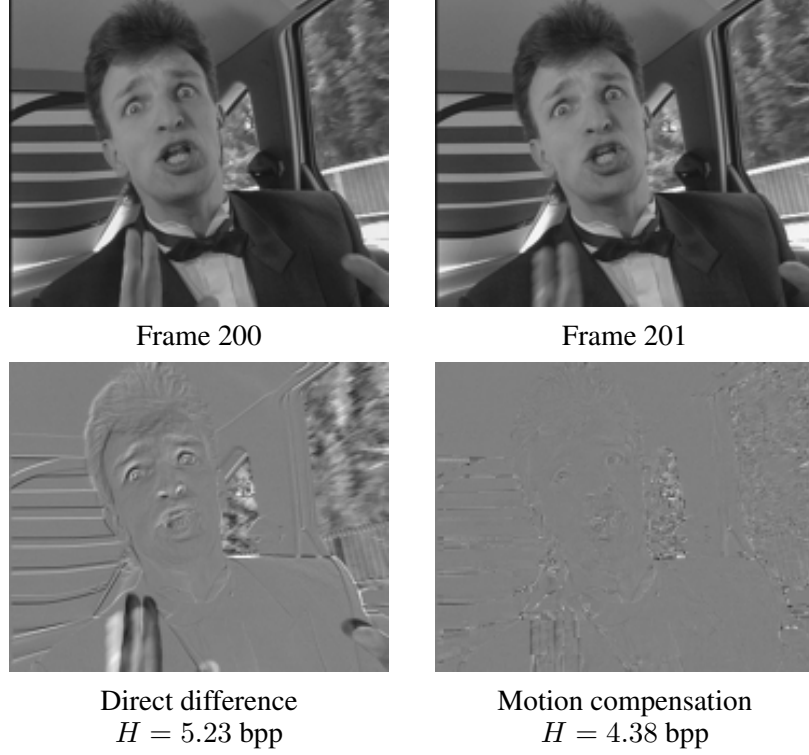 Frame 200
Frame 201
Direct difference
H = 5.23 bpp
Motion compensation
H = 4.38 bpp